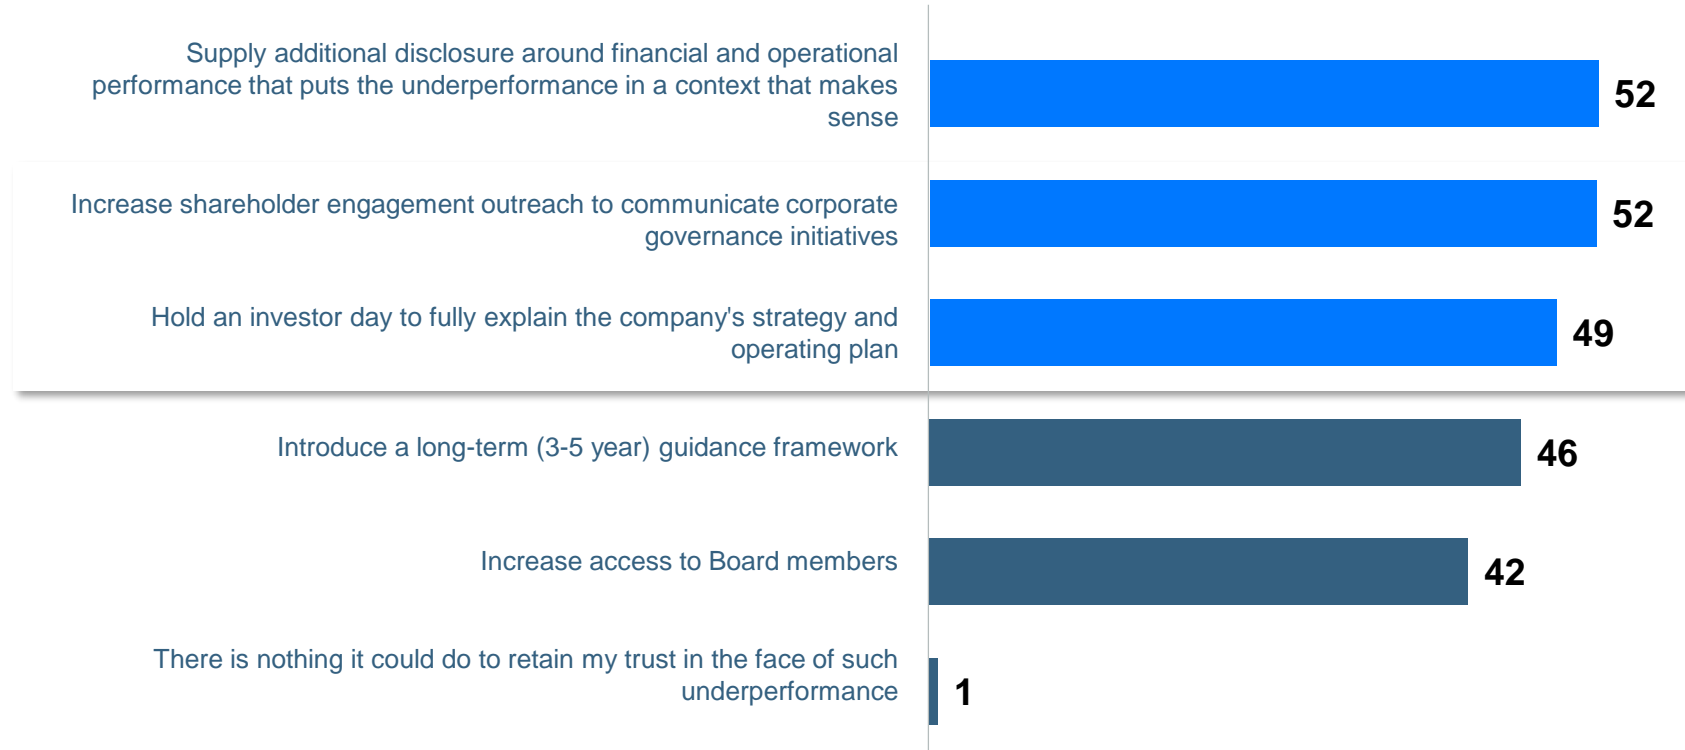 Supply additional disclosure around financial and operational
performance that puts the underperformance in a context that makes
sense
52
Increase shareholder engagement outreach to communicate corporate
governance initiatives
52
Hold an investor day to fully explain the company's strategy and
operating plan
49
Introduce a long-term (3-5 year) guidance framework
46
Increase access to Board members
42
There is nothing it could do to retain my trust in the face of such
underperformance
1